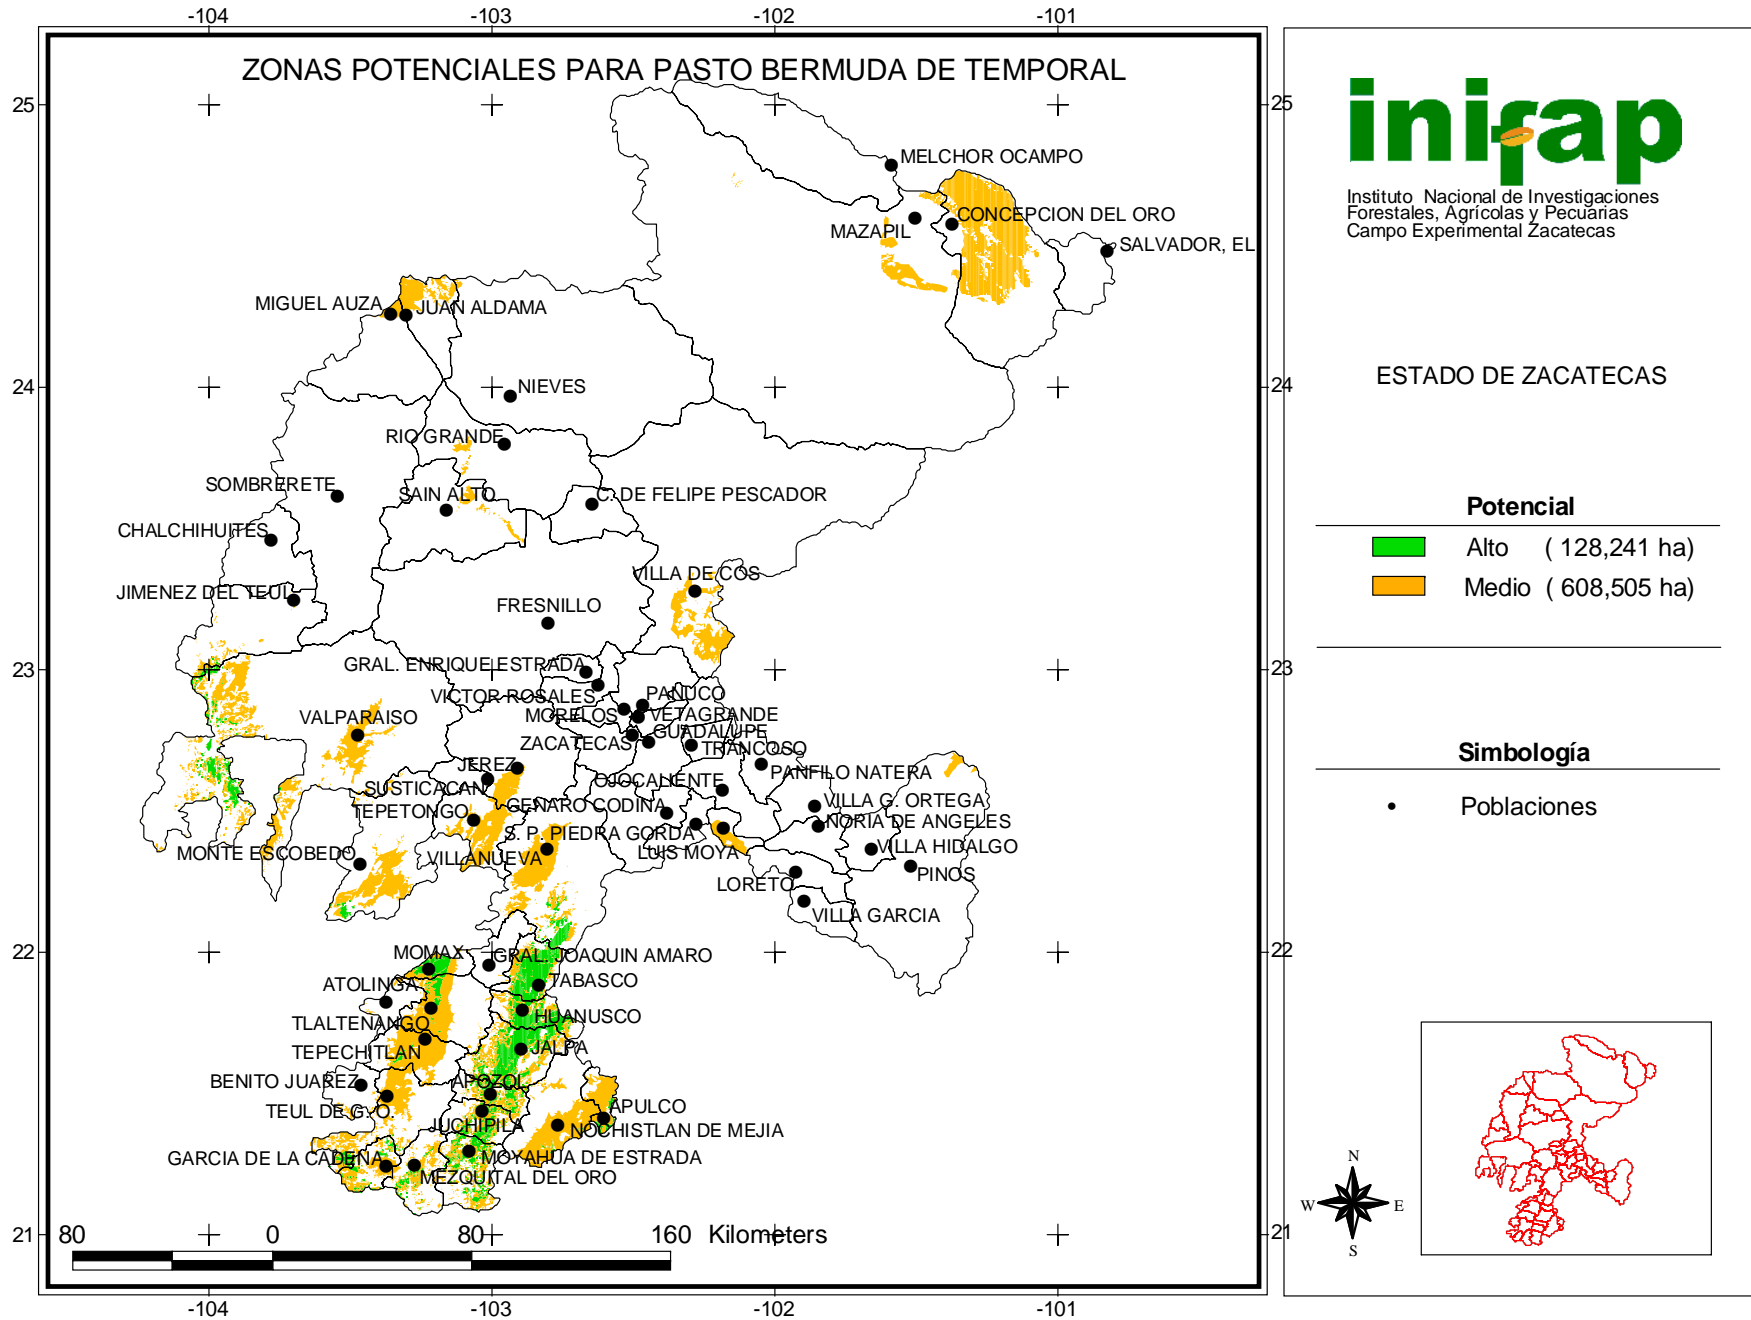 -104 -103 -102 -101
ZONAS POTENCIALES PARA PASTO BERMUDA DE TEMPORAL
25 25
MELCHOR OCAMPO
CONCEPCION DEL ORO
MAZAPIL
SALVADOR, EL
MIGUEL AUZA
JUAN ALDAMA
24 24
NIEVES
RIO GRANDE
SOMBRERETE
SAIN ALTO
C. DE FELIPE PESCADOR
CHALCHIHUITES
VILLA DE COS
JIMENEZ DEL TEUL
FRESNILLO
23 23
GRAL. ENRIQUE ESTRADA
VICTOR ROSALES
PANUCO
VALPARAISO
MORELOS
VETAGRANDE
GUADALUPE
ZACATECAS
TRANCOSO
JEREZ
PANFILO NATERA
OJOCALIENTE
SUSTICACAN
TEPETONGO
GENARO CODINA
VILLA G. ORTEGA
NORIA DE ANGELES
S. P. PIEDRA GORDA
VILLA HIDALGO
MONTE ESCOBEDO
VILLANUEVA
LUIS MOYA
PINOS
LORETO
VILLA GARCIA
22 22
MOMAX
GRAL. JOAQUIN AMARO
ATOLINGA
TABASCO
TLALTENANGO
HUANUSCO
TEPECHITLAN
JALPA
BENITO JUAREZ
APOZOL
TEUL DE G. O.
APULCO
JUCHIPILA
NOCHISTLAN DE MEJIA
GARCIA DE LA CADENA
MOYAHUA DE ESTRADA
MEZQUITAL DEL ORO
21 21
80 0 80 160 Kilometers
-104 -103 -102 -101
inifap
Instituto Nacional de Investigaciones
Forestales, Agrícolas y Pecuarias
Campo Experimental Zacatecas
ESTADO DE ZACATECAS
Potencial
Alto ( 128,241 ha)
Medio ( 608,505 ha)
Simbología
Poblaciones
N
W E
S